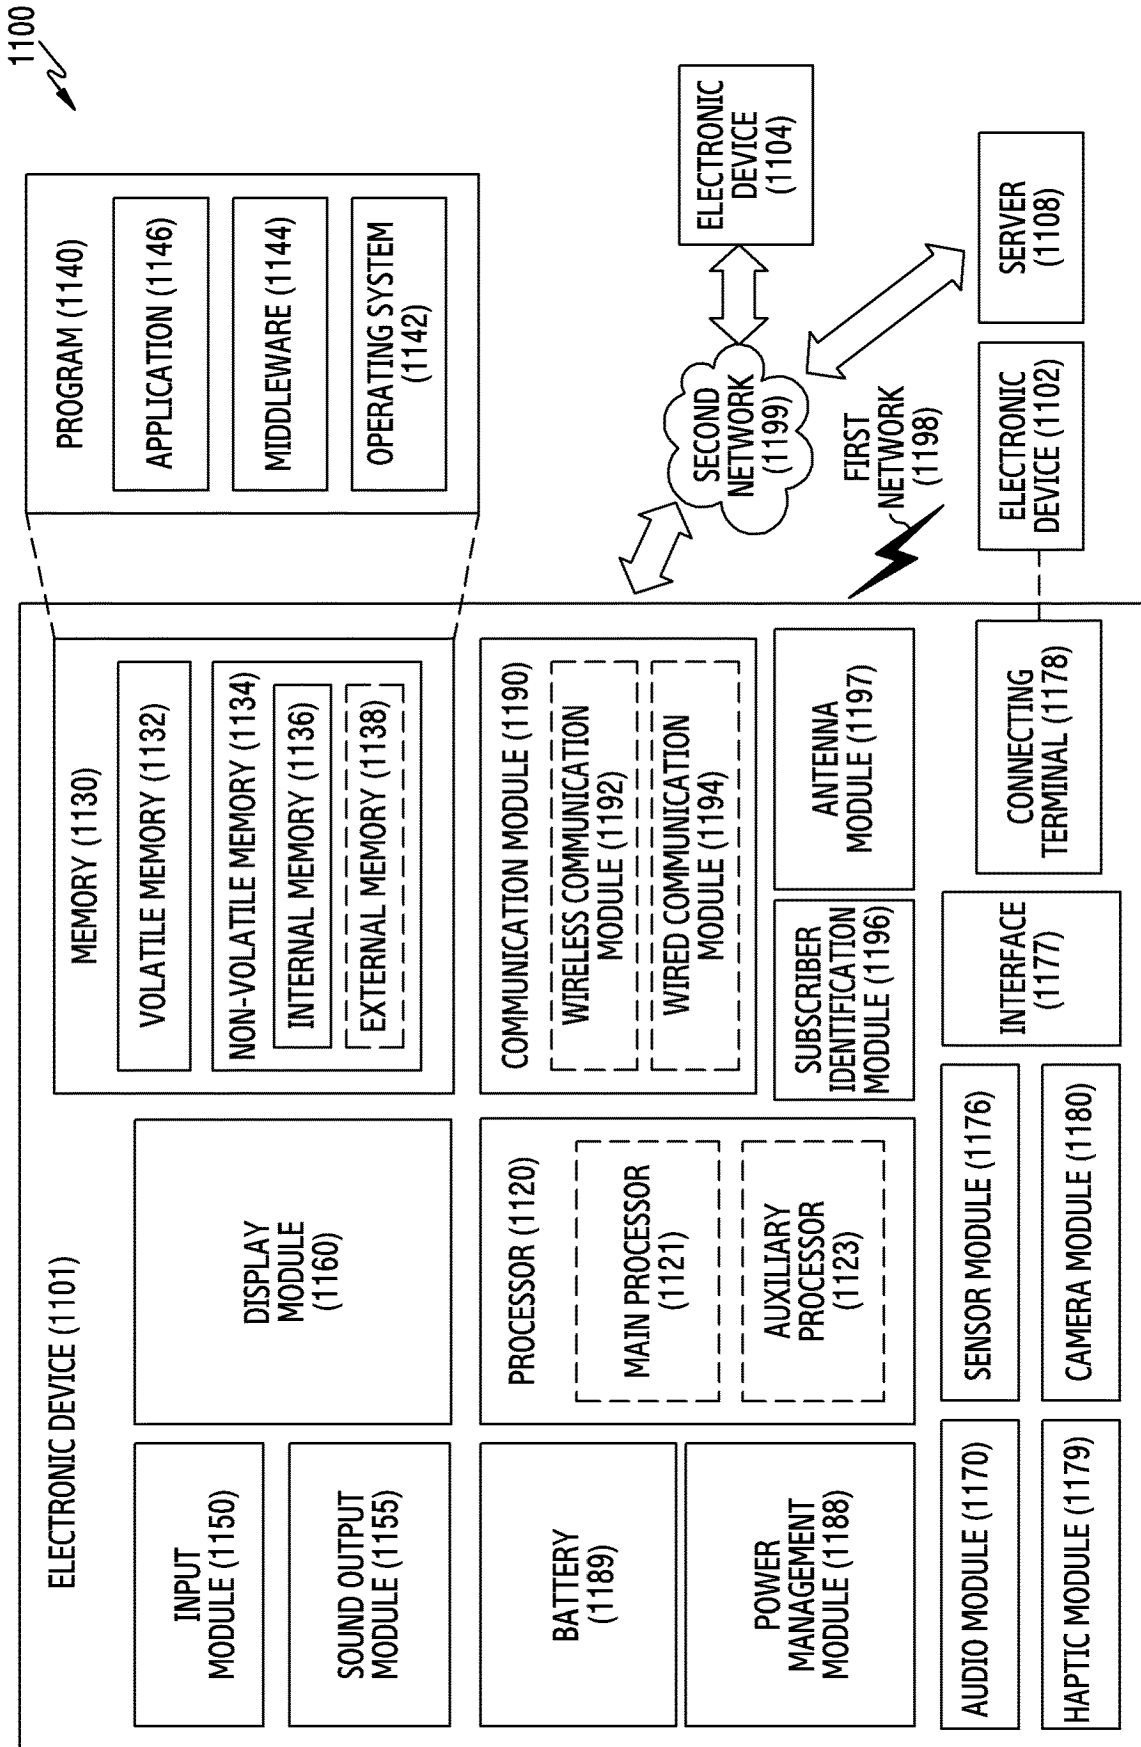 1100
ELECTRONIC DEVICE (1101)
INPUT
MODULE (1150)
SOUND OUTPUT
MODULE (1155)
DISPLAY
MODULE
(1160)
MEMORY (1130)
VOLATILE MEMORY (1132)
NON-VOLATILE MEMORY (1134)
INTERNAL MEMORY (1136)
EXTERNAL MEMORY (1138)
PROGRAM (1140)
APPLICATION (1146)
MIDDLEWARE (1144)
OPERATING SYSTEM
(1142)
BATTERY
(1189)
POWER
MANAGEMENT
MODULE (1188)
PROCESSOR (1120)
MAIN PROCESSOR
(1121)
AUXILIARY
PROCESSOR
(1123)
COMMUNICATION MODULE (1190)
WIRELESS COMMUNICATION
MODULE (1192)
WIRED COMMUNICATION
MODULE (1194)
SUBSCRIBER
IDENTIFICATION
MODULE (1196)
ANTENNA
MODULE (1197)
SECOND
NETWORK
(1199)
ELECTRONIC
DEVICE
(1104)
FIRST
NETWORK
(1198)
AUDIO MODULE (1170)
HAPTIC MODULE (1179)
SENSOR MODULE (1176)
CAMERA MODULE (1180)
INTERFACE
(1177)
CONNECTING
TERMINAL (1178)
ELECTRONIC
DEVICE (1102)
SERVER
(1108)